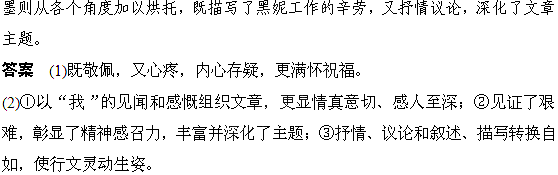 墨则从各个角度加以烘托，既描写了黑妮工作的辛劳，又抒情议论，深化了文章
主题。
答案　(1)既敬佩，又心疼，内心存疑，更满怀祝福。
(2)①以“我”的见闻和感慨组织文章，更显情真意切、感人至深；②见证了艰
难，彰显了精神感召力，丰富并深化了主题；③抒情、议论和叙述、描写转换自
如，使行文灵动生姿。